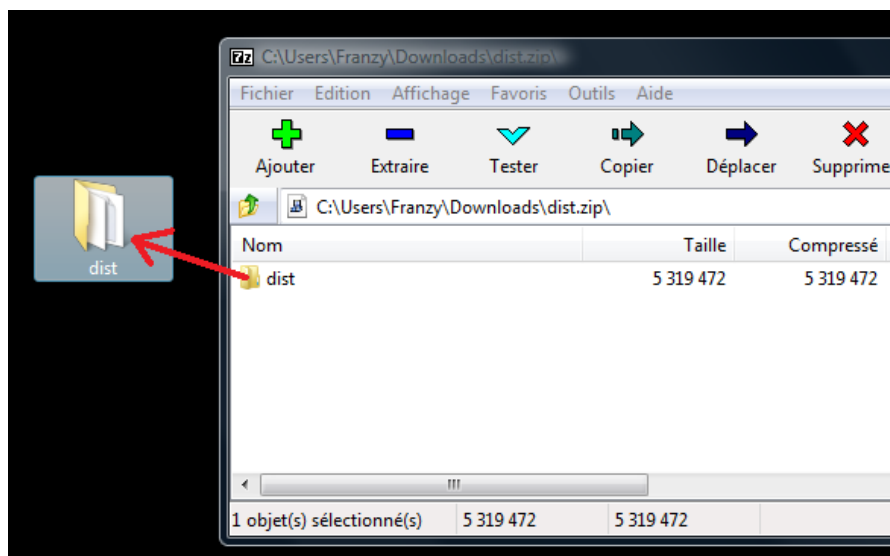 7z C:\Users\Franzy\Downloads\dist.zip\
Fichier Edition Affichage Favoris Outils Aide
Ajouter Extraire Tester Copier Déplacer Supprime
C:\Users\Franzy\Downloads\dist.zip\
Nom Taille Compressé
dist 5 319 472 5 319 472
dist
1 objet(s) sélectionné(s) 5 319 472 5 319 472